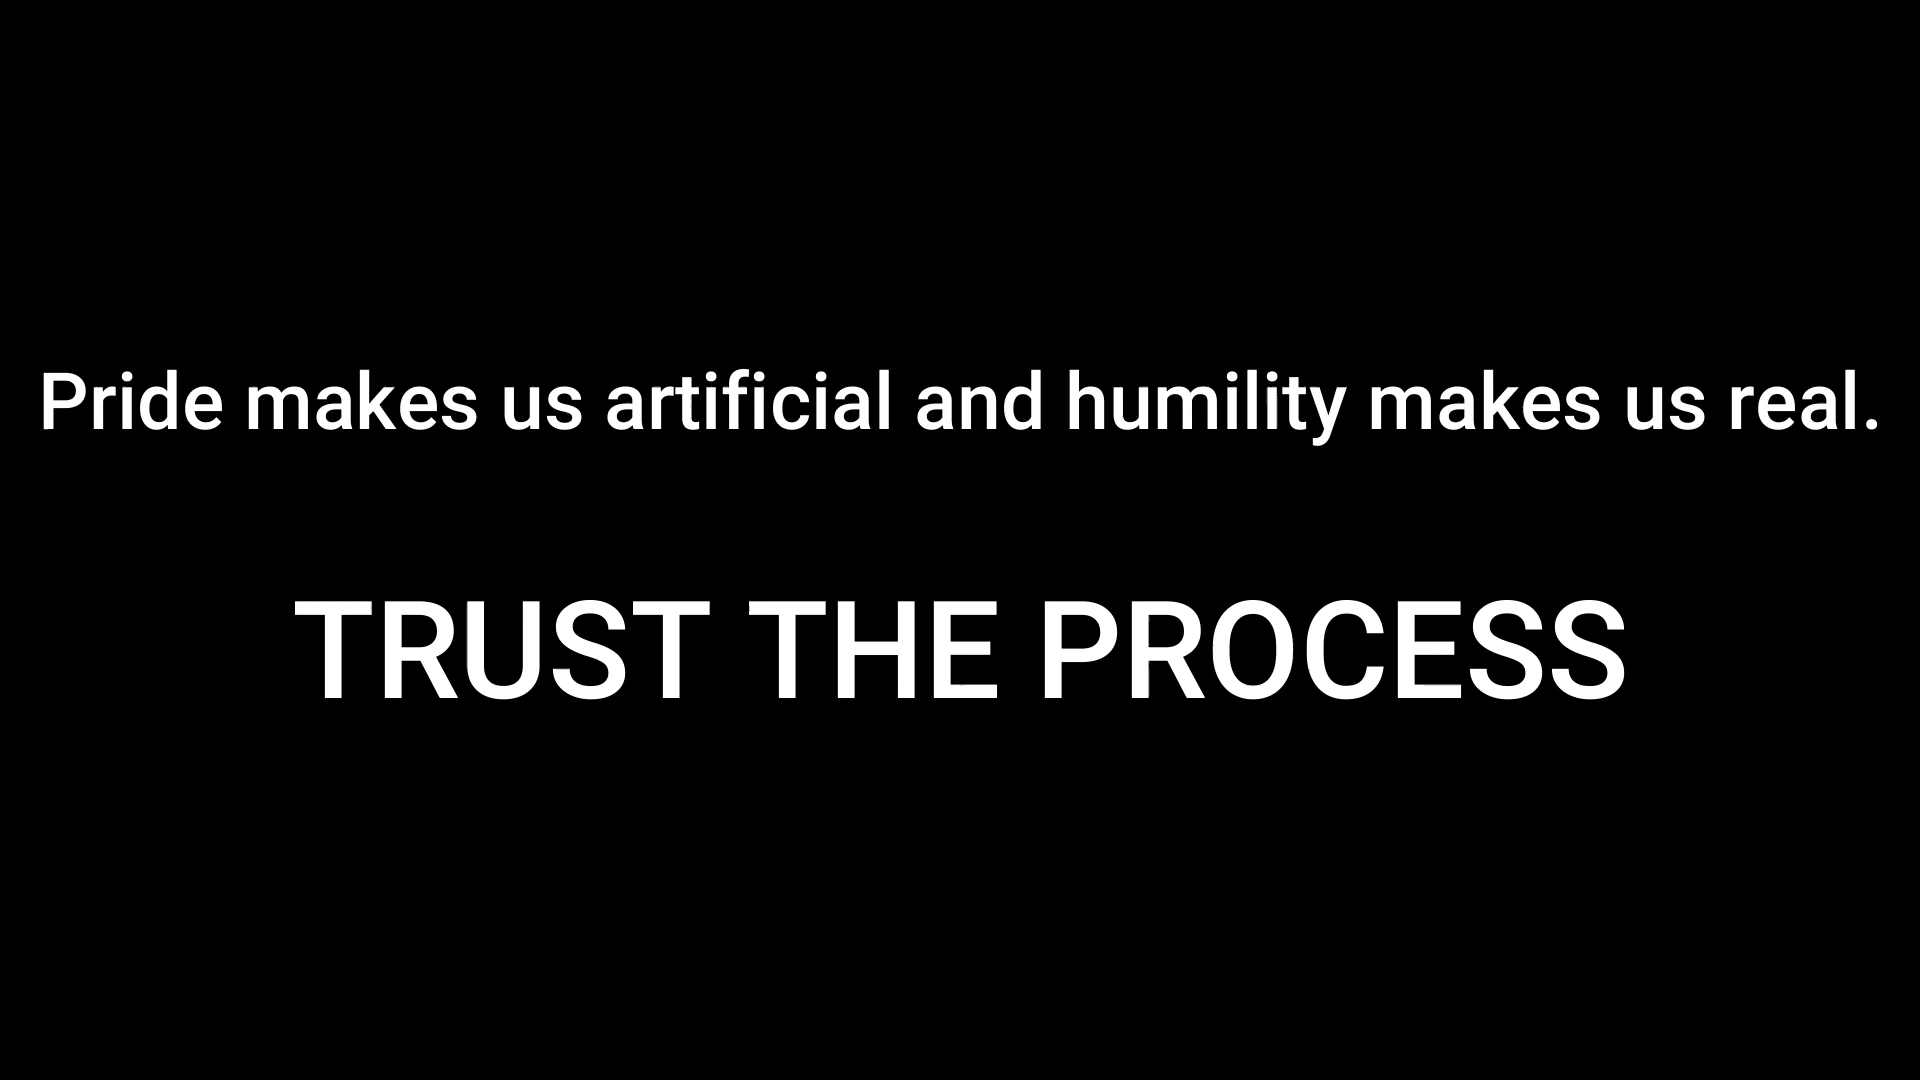 Pride makes us artificial and humility makes us real.
TRUST THE PROCESS